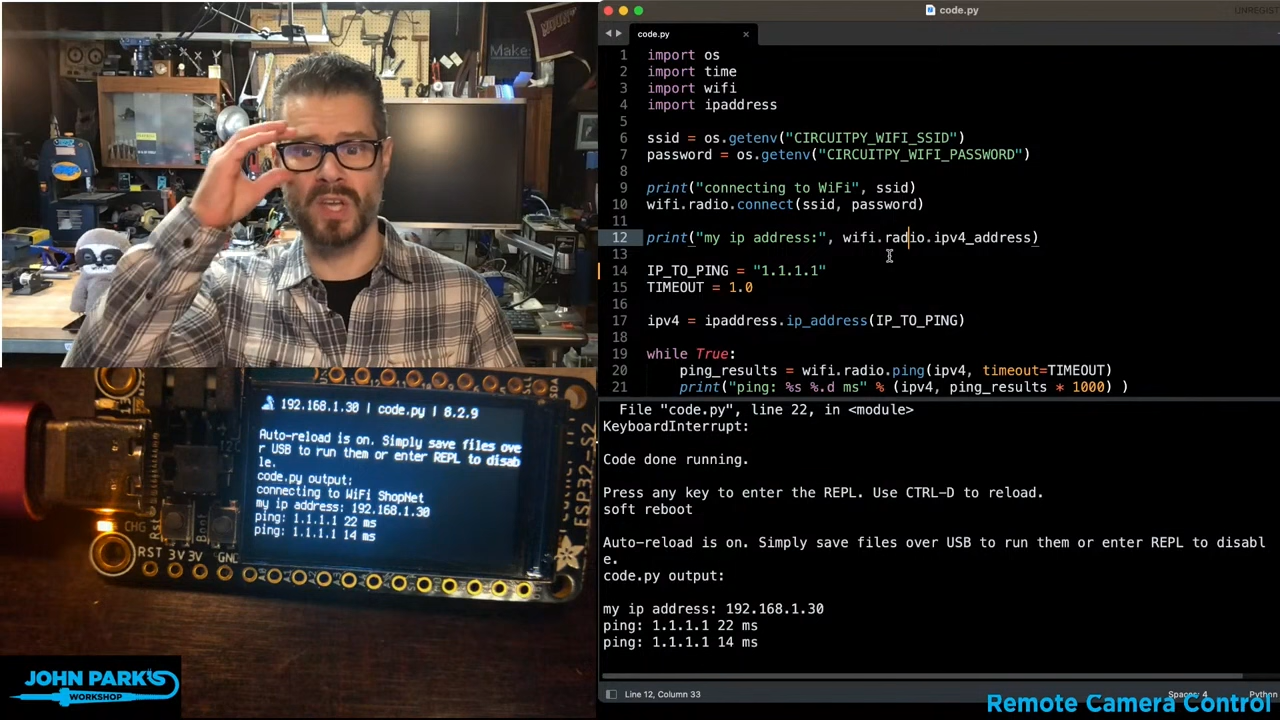 Make:
JOHN PARK'S
WORKSHOP
192.168.1.30 | code.py | 8.2.9
Auto-reload is on. Simply save files ove
r USB to run them or enter REPL to disab
le.
code.py output:
connecting to WiFi ShopNet
my ip address: 192.168.1.30
ping: 1.1.1.1 22 ms
ping: 1.1.1.1 14 ms
CHG
Rst
Boot
RST 3V 3V GND
ESP32-S2
code.py
UNREGIST
code.py
1 import os
2 import time
3 import wifi
4 import ipaddress
5
6 ssid = os.getenv("CIRCUITPY_WIFI_SSID")
7 password = os.getenv("CIRCUITPY_WIFI_PASSWORD")
8
9 print("connecting to WiFi", ssid)
10 wifi.radio.connect(ssid, password)
11
12 print("my ip address:", wifi.radio.ipv4_address)
13
14 IP_TO_PING = "1.1.1.1"
15 TIMEOUT = 1.0
16
17 ipv4 = ipaddress.ip_address(IP_TO_PING)
18
19 while True:
20 ping_results = wifi.radio.ping(ipv4, timeout=TIMEOUT)
21 print("ping: %s %.d ms" % (ipv4, ping_results * 1000) )
File "code.py", line 22, in <module>
KeyboardInterrupt:
Code done running.
Press any key to enter the REPL. Use CTRL-D to reload.
soft reboot
Auto-reload is on. Simply save files over USB to run them or enter REPL to disabl
e.
code.py output:
my ip address: 192.168.1.30
ping: 1.1.1.1 22 ms
ping: 1.1.1.1 14 ms
Line 12, Column 33
Spaces: 4
Python
Remote Camera Control